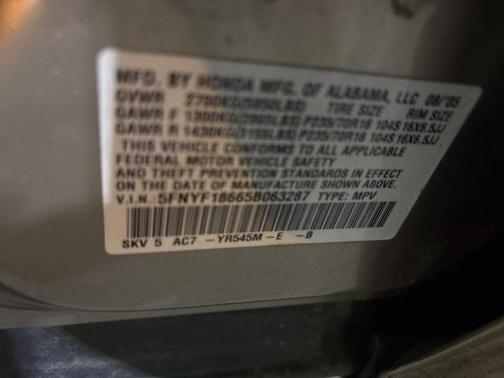 MFD. BY HONDA MFG. OF ALABAMA, LLC 08/05
GVWR 2700KG(5950LBS) TIRE SIZE RIM SIZE
GAWR F 1300KG(2865LBS) P235/70R16 104S 16X6.5JJ
GAWR R 1430KG(3150LBS) P235/70R16 104S 16X6.5JJ
THIS VEHICLE CONFORMS TO ALL APPLICABLE
FEDERAL MOTOR VEHICLE SAFETY
AND THEFT PREVENTION STANDARDS IN EFFECT
ON THE DATE OF MANUFACTURE SHOWN ABOVE.
V.I.N.: 5FNYF18665B063287 TYPE: MPV
SKV 5 AC7 -YR545M-E -B